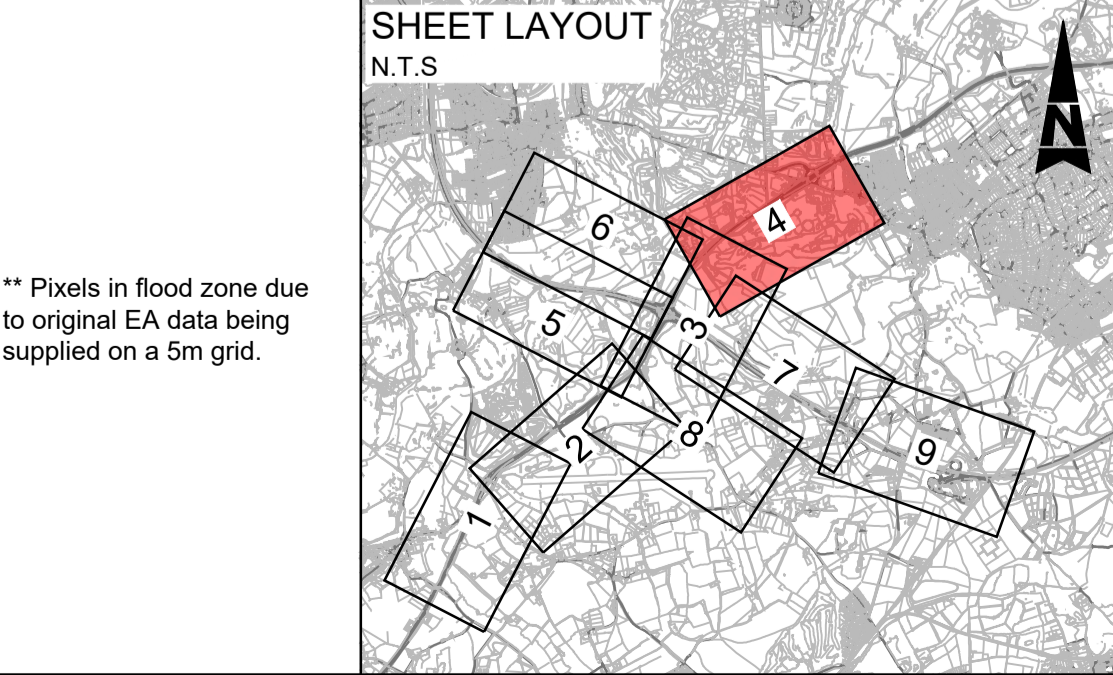 ** Pixels in flood zone due
to original EA data being
supplied on a 5m grid.
SHEET LAYOUT
N.T.S
N
4
6
5
3
7
2
8
9
1